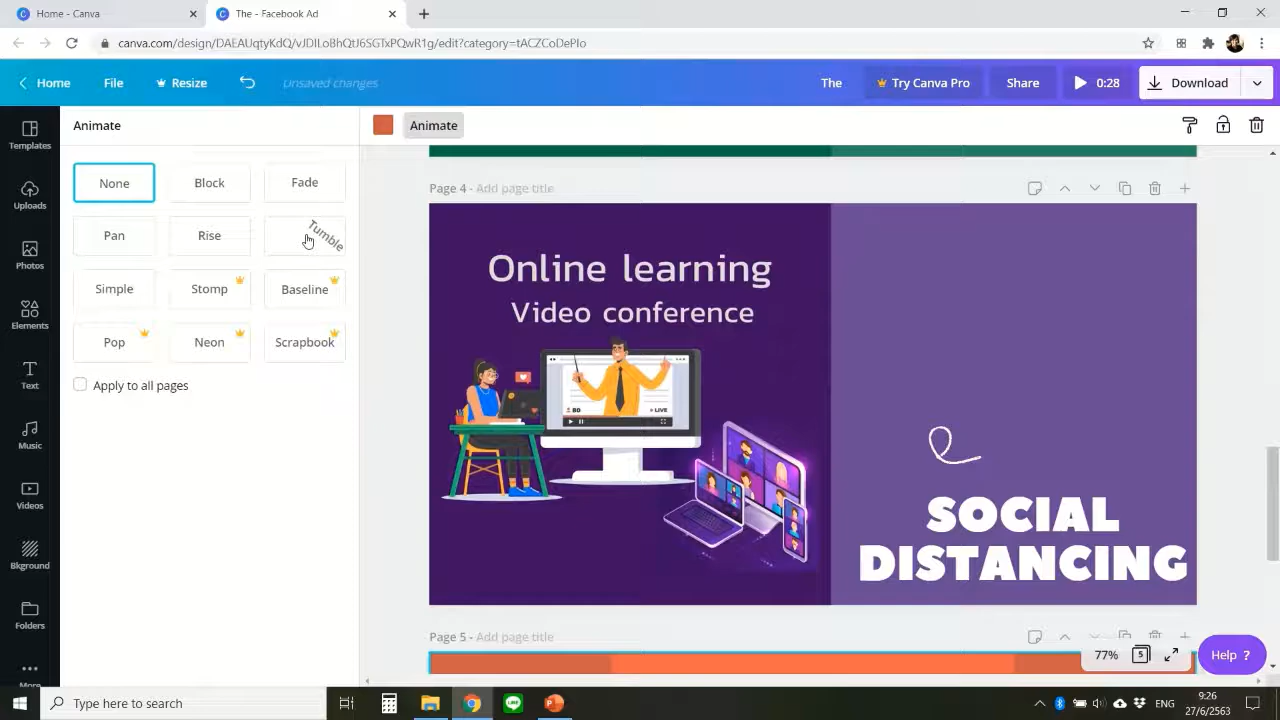 Home - Canva
The - Facebook Ad
canva.com/design/DAEAUqtyKdQ/vJDILoBhQtJ6SGTxPQwR1g/edit?category=tACZCoDePIo
Home
File
Resize
Unsaved changes
The
Try Canva Pro
Share
0:28
Download
Templates
Uploads
Photos
Elements
Text
Music
Videos
Bkground
Folders
More
Animate
None
Block
Fade
Pan
Rise
Tumble
Simple
Stomp
Baseline
Pop
Neon
Scrapbook
Apply to all pages
Animate
Page 4 - Add page title
Online learning
Video conference
BD
LIVE
SOCIAL
DISTANCING
Page 5 - Add page title
77%
5
Help ?
Type here to search
ENG
9:26
27/6/2563